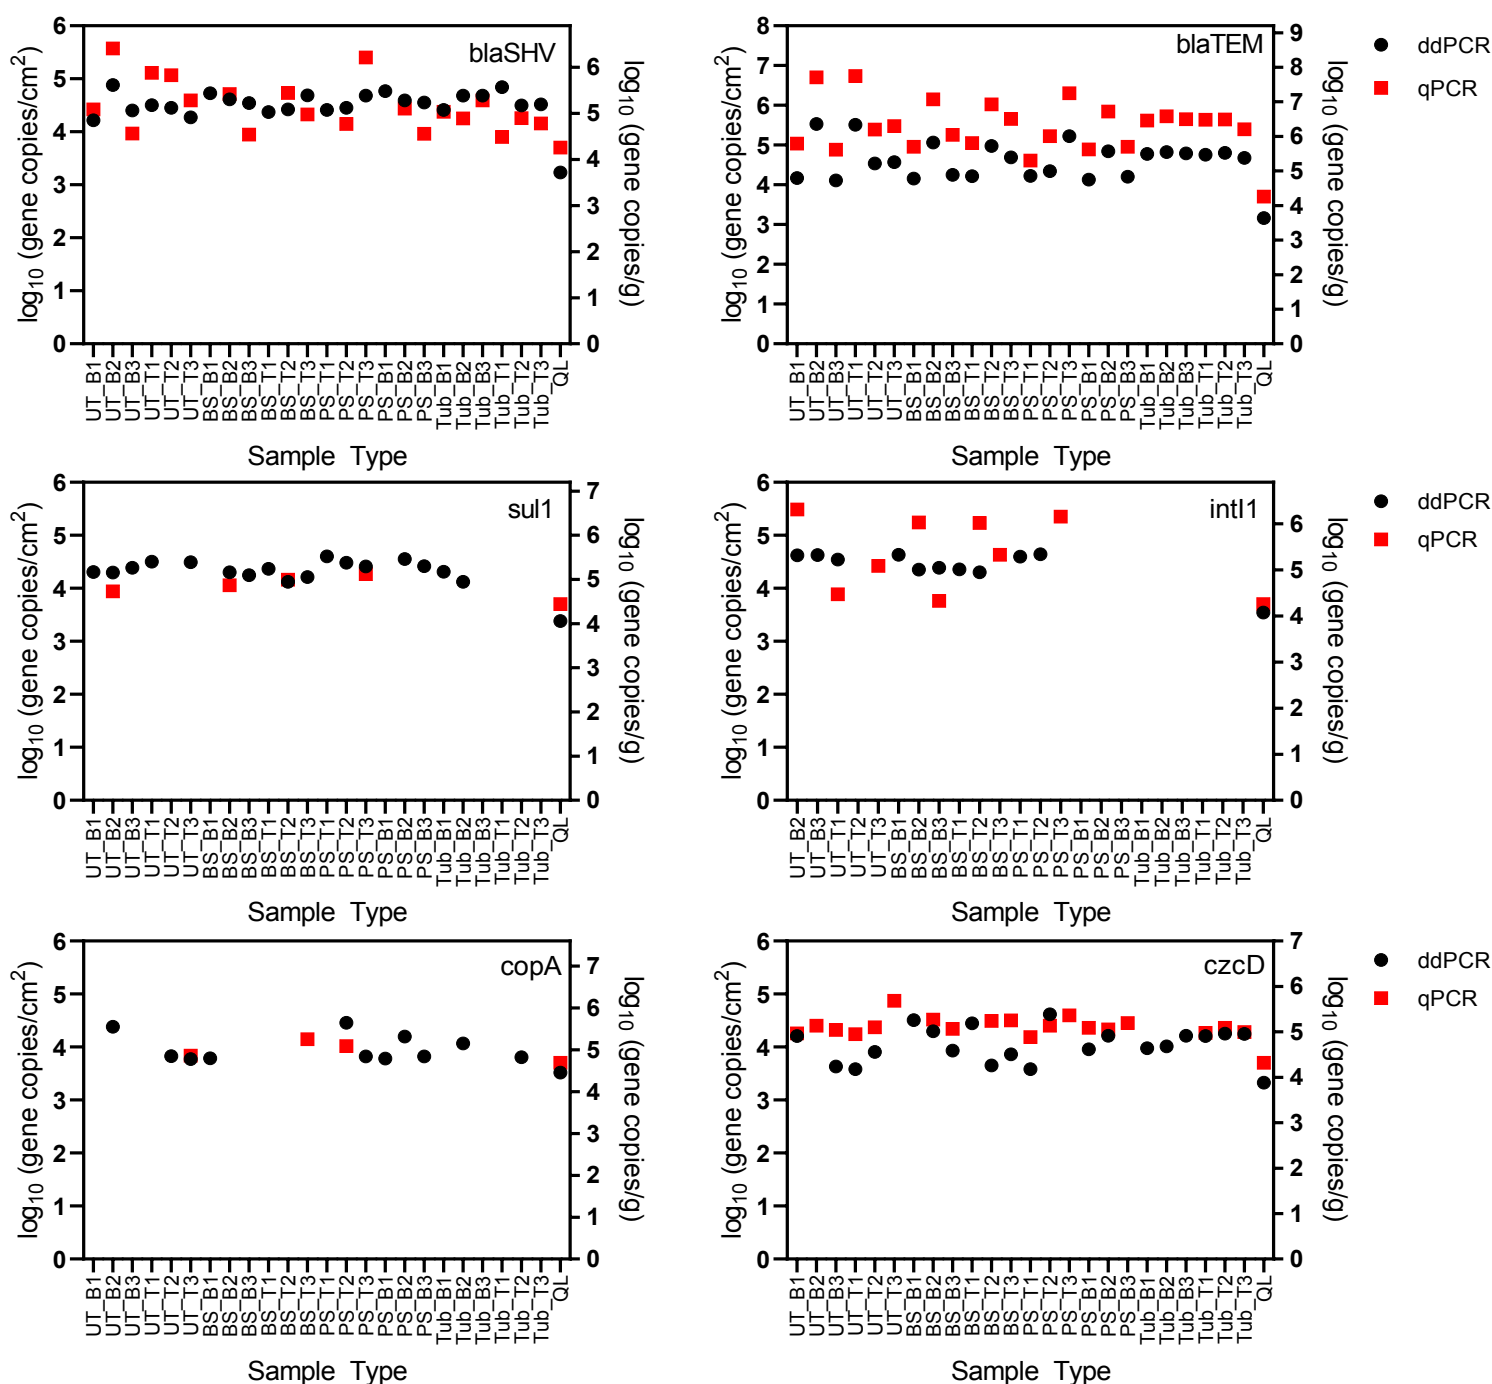 blaSHV
log10 (gene copies/cm2)
6
5
4
3
2
1
0
6
5
4
3
2
1
0
log10 (gene copies/g)
UT_B1
UT_B2
UT_B3
UT_T1
UT_T2
UT_T3
BS_B1
BS_B2
BS_B3
BS_T1
BS_T2
BS_T3
PS_T1
PS_T2
PS_T3
PS_B1
PS_B2
PS_B3
Tub_B1
Tub_B2
Tub_B3
Tub_T1
Tub_T2
Tub_T3
QL
Sample Type
blaTEM
log10 (gene copies/cm2)
8
7
6
5
4
3
2
1
0
9
8
7
6
5
4
3
2
1
0
log10 (gene copies/g)
UT_B1
UT_B2
UT_B3
UT_T1
UT_T2
UT_T3
BS_B1
BS_B2
BS_B3
BS_T1
BS_T2
BS_T3
PS_T1
PS_T2
PS_T3
PS_B1
PS_B2
PS_B3
Tub_B1
Tub_B2
Tub_B3
Tub_T1
Tub_T2
Tub_T3
QL
Sample Type
ddPCR
qPCR
sul1
log10 (gene copies/cm2)
6
5
4
3
2
1
0
7
6
5
4
3
2
1
0
log10 (gene copies/g)
UT_B1
UT_B2
UT_B3
UT_T1
UT_T2
UT_T3
BS_B1
BS_B2
BS_B3
BS_T1
BS_T2
BS_T3
PS_T1
PS_T2
PS_T3
PS_B1
PS_B2
PS_B3
Tub_B1
Tub_B2
Tub_B3
Tub_T1
Tub_T2
Tub_T3
QL
Sample Type
intI1
log10 (gene copies/cm2)
6
5
4
3
2
1
0
6
5
4
3
2
1
0
log10 (gene copies/g)
UT_B2
UT_B3
UT_T1
UT_T2
UT_T3
BS_B1
BS_B2
BS_B3
BS_T1
BS_T2
BS_T3
PS_T1
PS_T2
PS_T3
PS_B1
PS_B2
PS_B3
Tub_B1
Tub_B2
Tub_B3
Tub_T1
Tub_T2
Tub_T3
QL
Sample Type
ddPCR
qPCR
copA
log10 (gene copies/cm2)
6
5
4
3
2
1
0
7
6
5
4
3
2
1
0
log10 (gene copies/g)
UT_B1
UT_B2
UT_B3
UT_T1
UT_T2
UT_T3
BS_B1
BS_B2
BS_B3
BS_T1
BS_T2
BS_T3
PS_T1
PS_T2
PS_T3
PS_B1
PS_B2
PS_B3
Tub_B1
Tub_B2
Tub_B3
Tub_T1
Tub_T2
Tub_T3
QL
Sample Type
czcD
log10 (gene copies/cm2)
6
5
4
3
2
1
0
7
6
5
4
3
2
1
0
log10 (gene copies/g)
UT_B1
UT_B2
UT_B3
UT_T1
UT_T2
UT_T3
BS_B1
BS_B2
BS_B3
BS_T1
BS_T2
BS_T3
PS_T1
PS_T2
PS_T3
PS_B1
PS_B2
PS_B3
Tub_B1
Tub_B2
Tub_B3
Tub_T1
Tub_T2
Tub_T3
QL
Sample Type
ddPCR
qPCR